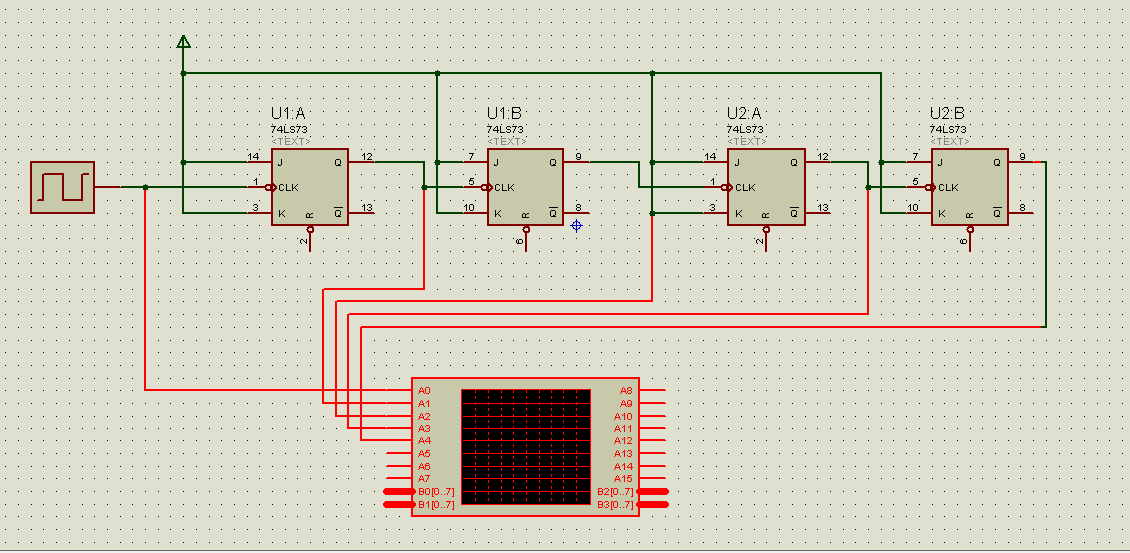 U1:A
74LS73
<TEXT>
14
J
Q
12
1
CLK
3
K
R
Q
13
2
U1:B
74LS73
<TEXT>
7
J
Q
9
5
CLK
10
K
R
Q
8
6
U2:A
74LS73
<TEXT>
14
J
Q
12
1
CLK
3
K
R
Q
13
2
U2:B
74LS73
<TEXT>
7
J
Q
9
5
CLK
10
K
R
Q
8
6
A0
A1
A2
A3
A4
A5
A6
A7
B0[0..7]
B1[0..7]
A8
A9
A10
A11
A12
A13
A14
A15
B2[0..7]
B3[0..7]